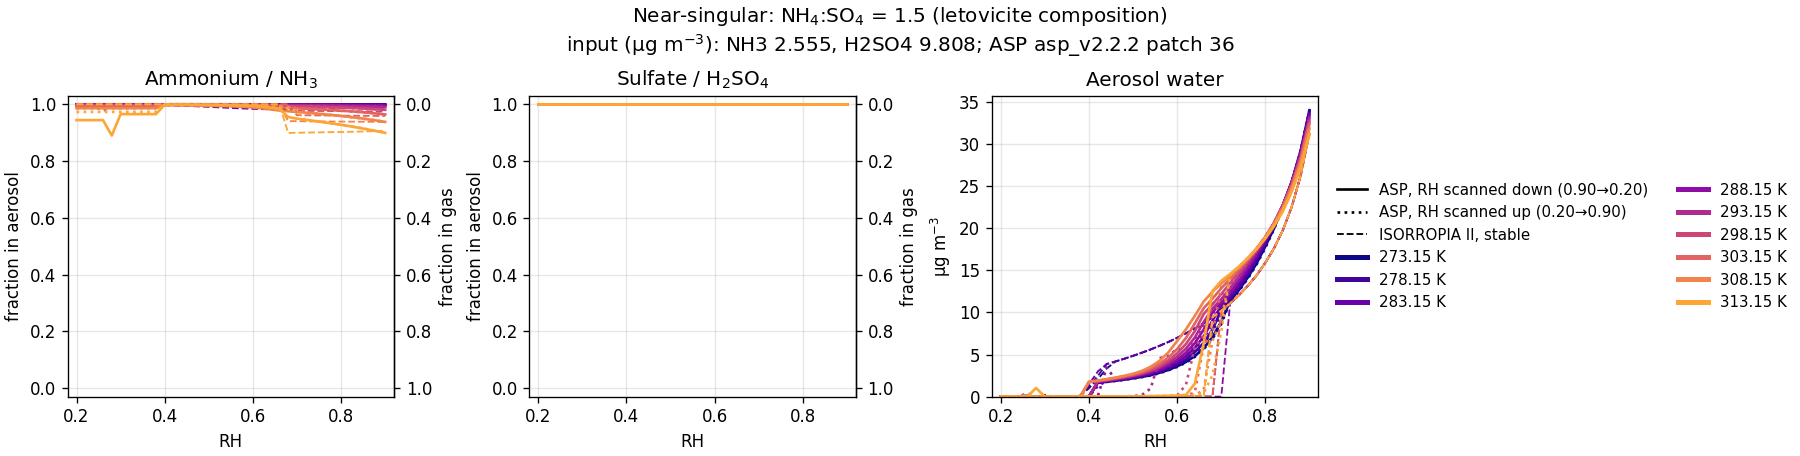 Near-singular: NH₄:SO₄ = 1.5 (letovicite composition)
input (µg m⁻³): NH3 2.555, H2SO4 9.808; ASP asp_v2.2.2 patch 36
Ammonium / NH₃
fraction in aerosol
1.0
0.8
0.6
0.4
0.2
0.0
0.2
0.4
0.6
0.8
RH
0.0
0.2
0.4
0.6
0.8
1.0
fraction in gas
Sulfate / H₂SO₄
fraction in aerosol
1.0
0.8
0.6
0.4
0.2
0.0
0.2
0.4
0.6
0.8
RH
0.0
0.2
0.4
0.6
0.8
1.0
fraction in gas
Aerosol water
µg m⁻³
35
30
25
20
15
10
5
0
0.2
0.4
0.6
0.8
RH
ASP, RH scanned down (0.90→0.20)
ASP, RH scanned up (0.20→0.90)
ISORROPIA II, stable
273.15 K
278.15 K
283.15 K
288.15 K
293.15 K
298.15 K
303.15 K
308.15 K
313.15 K